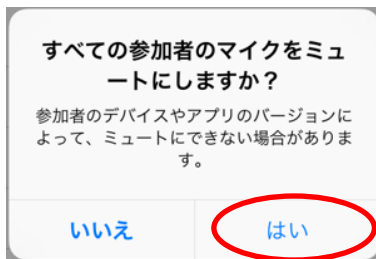 すべての参加者のマイクをミュ
ートにしますか？
参加者のデバイスやアプリのバージョンに
よって、ミュートにできない場合がありま
す。
いいえ
はい